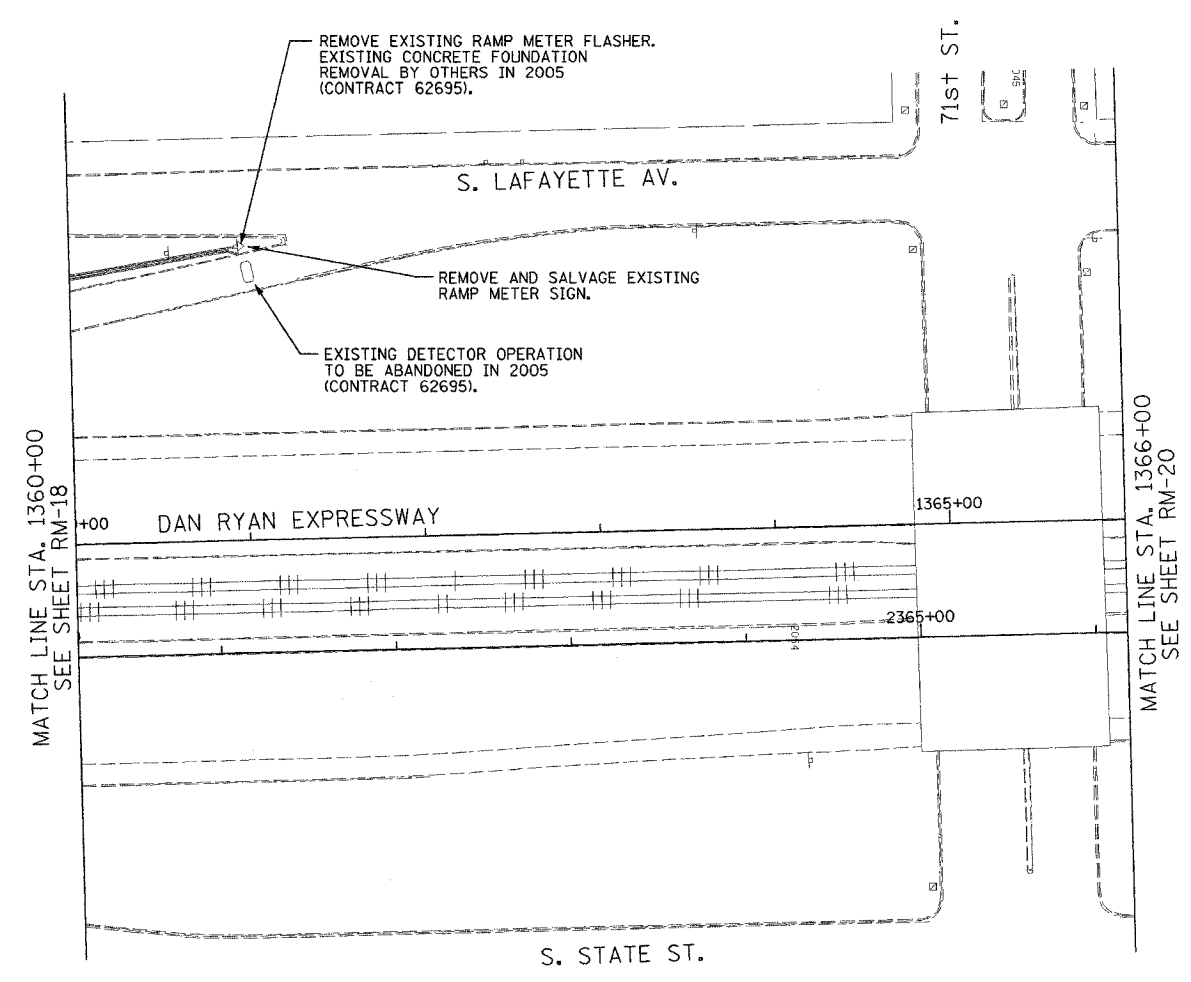 REMOVE EXISTING RAMP METER FLASHER.
EXISTING CONCRETE FOUNDATION
REMOVAL BY OTHERS IN 2005
(CONTRACT 62695).
71st ST.
S. LAFAYETTE AV.
REMOVE AND SALVAGE EXISTING
RAMP METER SIGN.
EXISTING DETECTOR OPERATION
TO BE ABANDONED IN 2005
(CONTRACT 62695).
MATCH LINE STA. 1360+00
SEE SHEET RM-18
+00
DAN RYAN EXPRESSWAY
1365+00
2365+00
MATCH LINE STA. 1366+00
SEE SHEET RM-20
S. STATE ST.